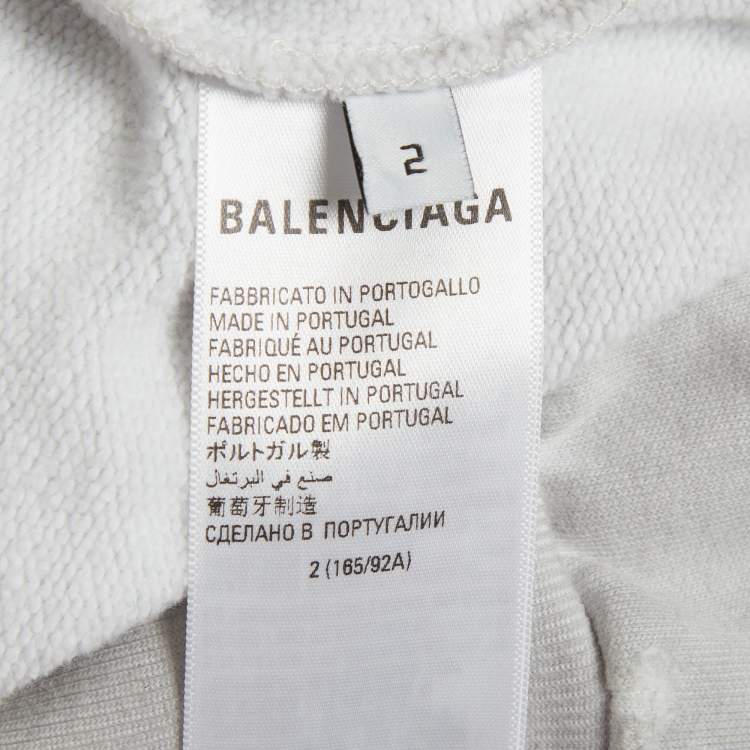 2
BALENCIAGA
FABBRICATO IN PORTOGALLO
MADE IN PORTUGAL
FABRIQUÉ AU PORTUGAL
HECHO EN PORTUGAL
HERGESTELLT IN PORTUGAL
FABRICADO EM PORTUGAL
ポルトガル製
صنع في البرتغال
葡萄牙制造
СДЕЛАНО В ПОРТУГАЛИИ
2 (165/92A)